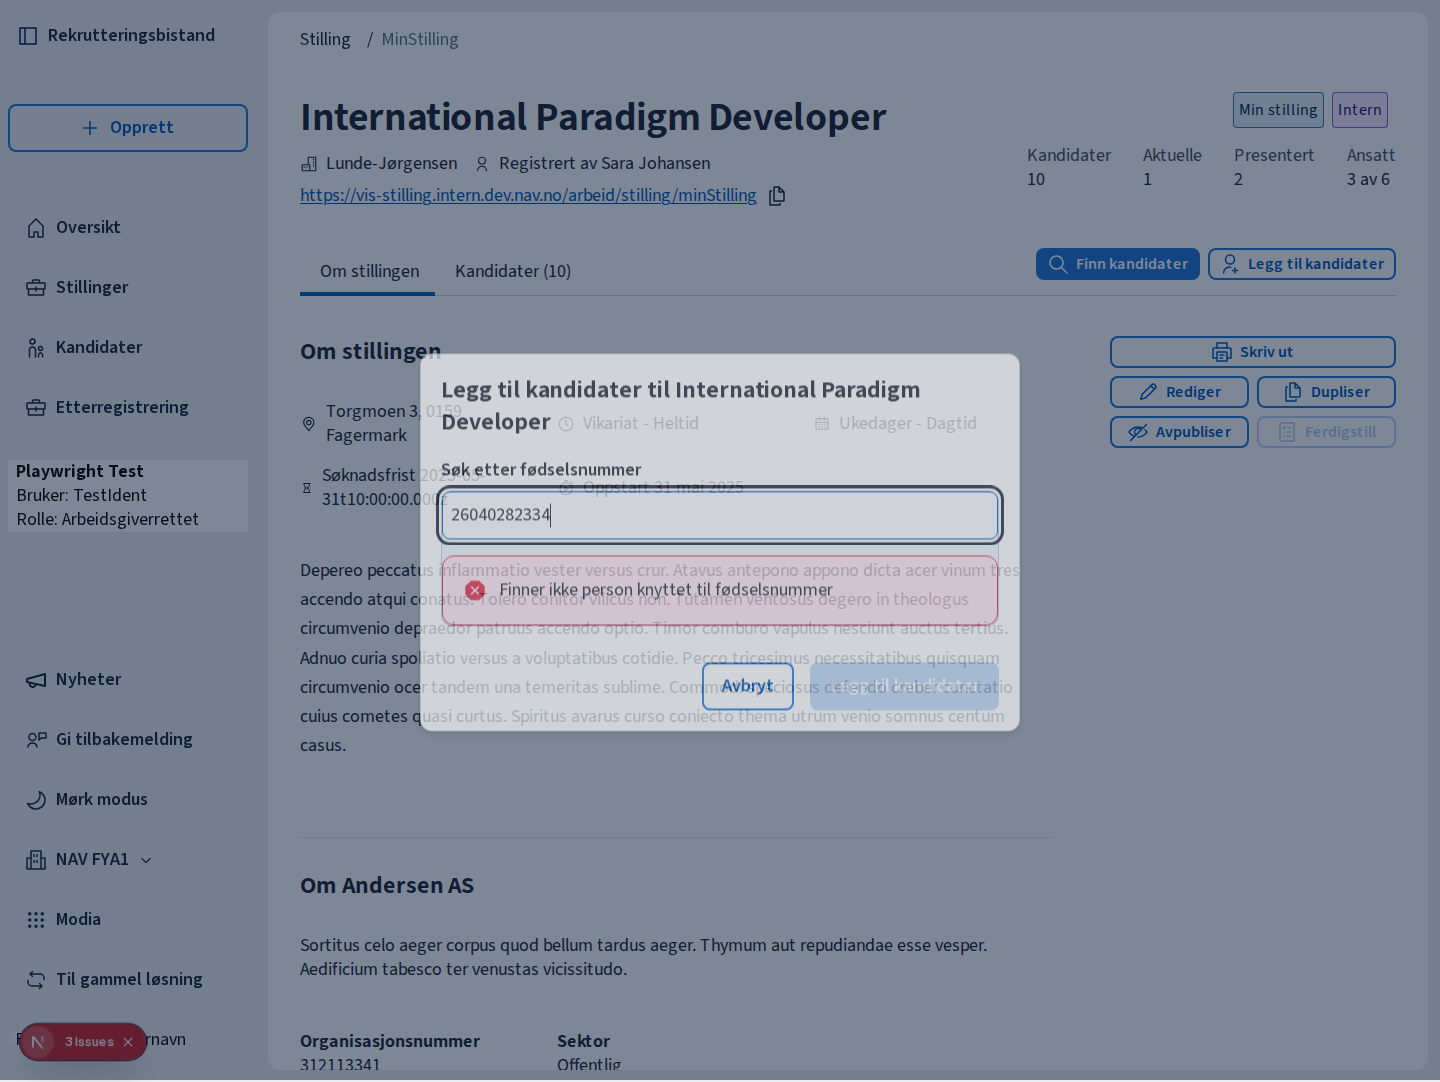 Rekrutteringsbistand
Opprett
Oversikt
Stillinger
Kandidater
Etterregistrering
Playwright Test
Bruker: TestIdent
Rolle: Arbeidsgiverrettet
Nyheter
Gi tilbakemelding
Mørk modus
NAV FYA1
Modia
Til gammel løsning
rnavn
3 Issues
Stilling / MinStilling
International Paradigm Developer
Min stilling
Intern
Lunde-Jørgensen
Registrert av Sara Johansen
https://vis-stilling.intern.dev.nav.no/arbeid/stilling/minStilling
Kandidater
10
Aktuelle
1
Presentert
2
Ansatt
3 av 6
Om stillingen
Kandidater (10)
Finn kandidater
Legg til kandidater
Om stillingen
Skriv ut
Rediger
Dupliser
Avpubliser
Ferdigstill
Torgmoen 3, 0159
Fagermark
Vikariat - Heltid
Ukedager - Dagtid
Søknadsfrist 2025-05-
31t10:00:00.000z
Oppstart 31 mai 2025
Legg til kandidater til International Paradigm
Developer
Søk etter fødselsnummer
26040282334
Finner ikke person knyttet til fødselsnummer
Avbryt
Legg til kandidater
Depereo peccatus inflammatio vester versus crur. Atavus antepono appono dicta acer vinum tres
accendo atqui conatus. Tolero conitor vilicus non. Tutamen ventosus degero in theologus
circumvenio depraedor patruus accendo optio. Timor comburo vapulus nesciunt auctus tertius.
Adnuo curia spoliatio versus a voluptatibus cotidie. Pecco tricesimus necessitatibus quisquam
circumvenio ocer tandem una temeritas sublime. speciosus
cuius cometes quasi curtus. Spiritus avarus curso coniecto thema utrum venio somnus centum
casus.
Om Andersen AS
Sortitus celo aeger corpus quod bellum tardus aeger. Thymum aut repudiandae esse vesper.
Aedificium tabesco ter venustas vicissitudo.
Organisasjonsnummer
312113341
Sektor
Offentlig